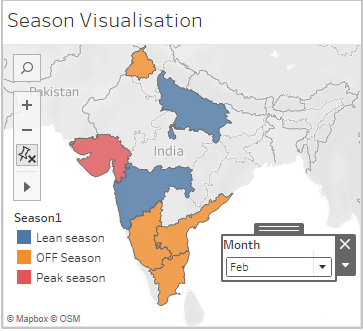 Season Visualisation
Pakistan
India
Season1
Lean season
OFF Season
Peak season
Month
Feb
© Mapbox © OSM